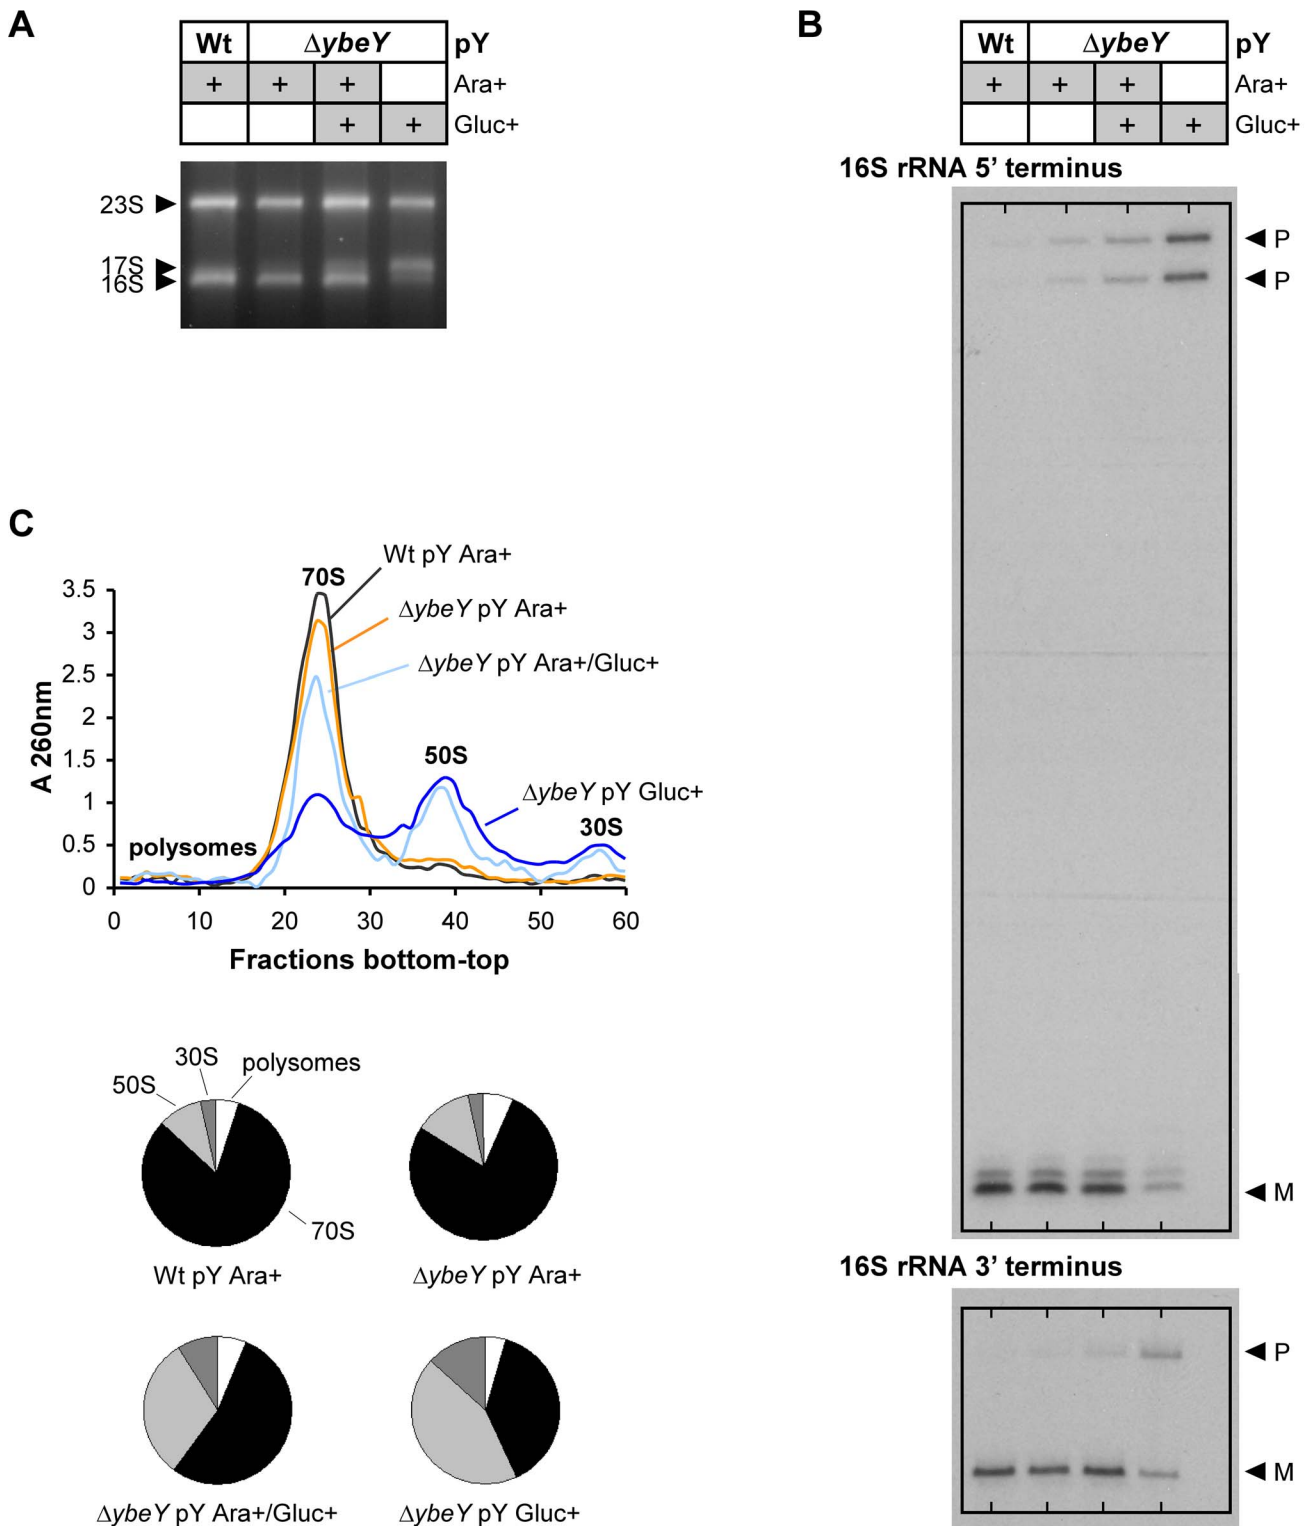 A
Wt ΔybeY pY
+ + + Ara+
+ + Gluc+
23S
17S
16S
B
Wt ΔybeY pY
+ + + Ara+
+ + Gluc+
16S rRNA 5’ terminus
P
P
M
16S rRNA 3’ terminus
P
M
C
Wt pY Ara+
70S
ΔybeY pY Ara+
ΔybeY pY Ara+/Gluc+
50S
ΔybeY pY Gluc+
30S
polysomes
A 260nm
3.5
3
2.5
2
1.5
1
0.5
0
0 10 20 30 40 50 60
Fractions bottom-top
30S polysomes
50S
70S
Wt pY Ara+
ΔybeY pY Ara+
ΔybeY pY Ara+/Gluc+
ΔybeY pY Gluc+